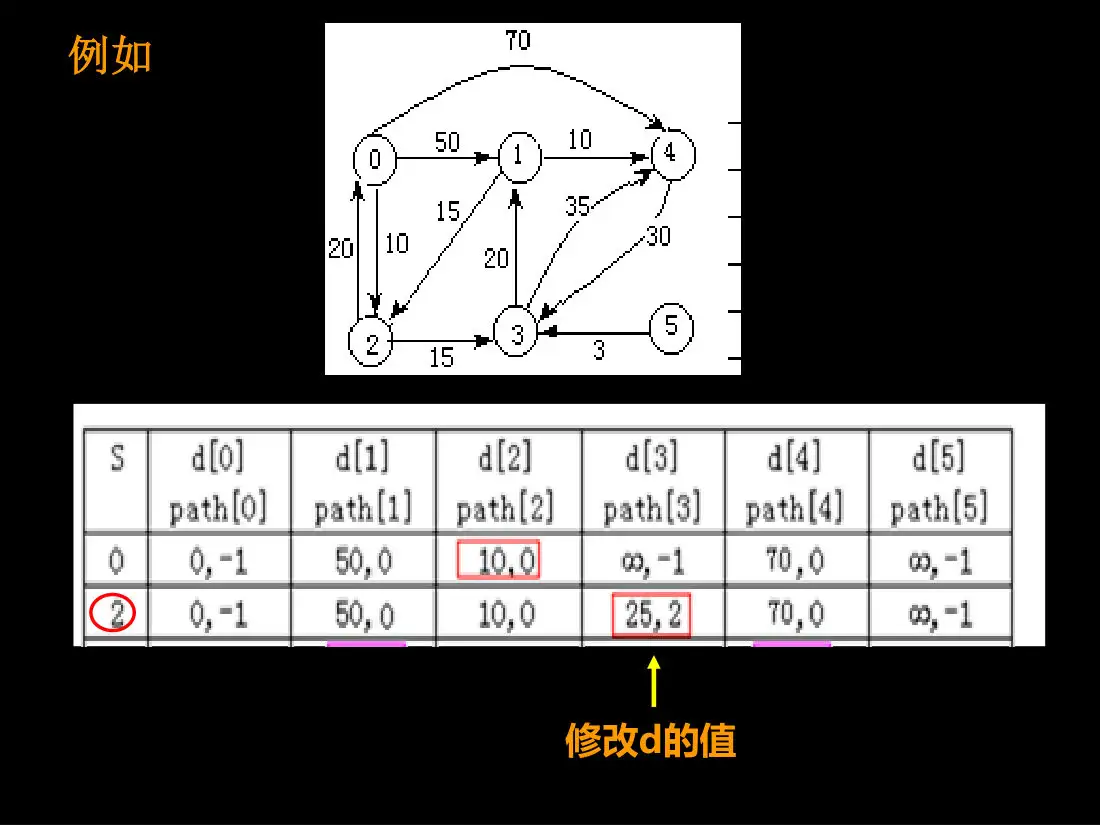 例如
70
0 50 1 10 4
15 35
20 10 20 30
2 15 3 3 5
S d[0] d[1] d[2] d[3] d[4] d[5]
path[0] path[1] path[2] path[3] path[4] path[5]
0 0,-1 50,0 10,0 ∞,-1 70,0 ∞,-1
2 0,-1 50,0 10,0 25,2 70,0 ∞,-1
修改d的值